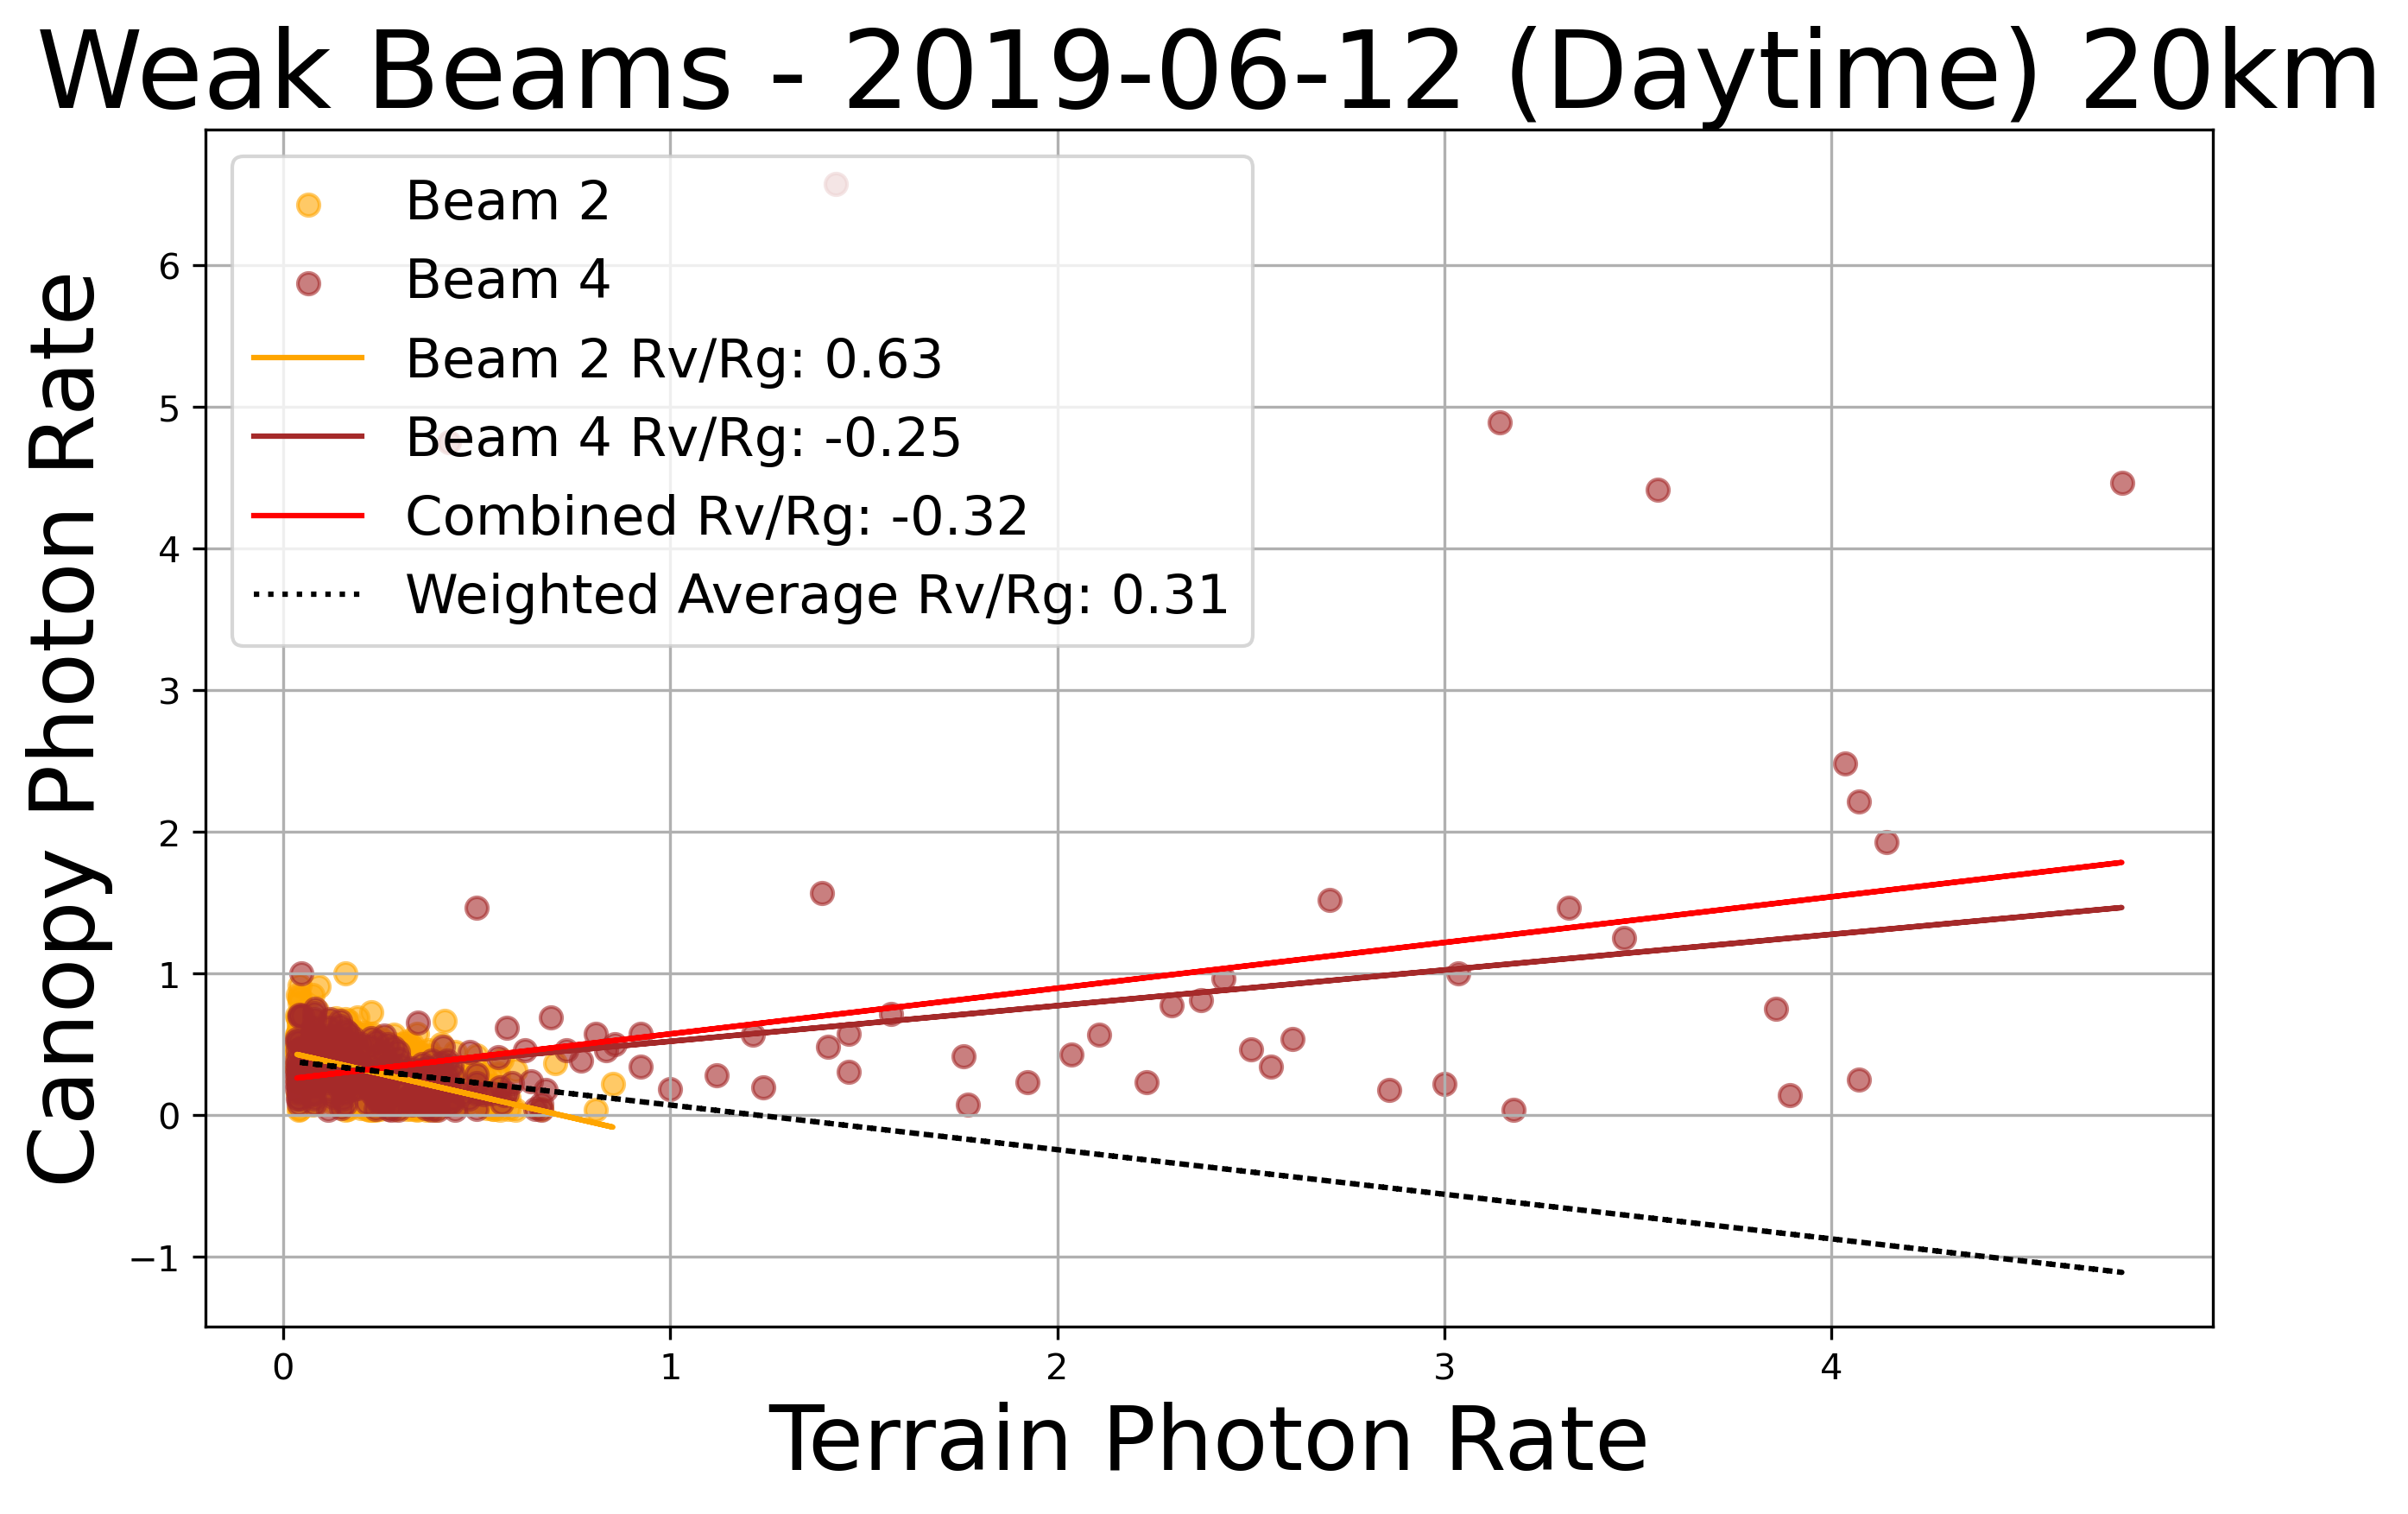 Weak Beams - 2019-06-12 (Daytime) 20km
Beam 2
Beam 4
Beam 2 Rv/Rg: 0.63
Beam 4 Rv/Rg: -0.25
Combined Rv/Rg: -0.32
Weighted Average Rv/Rg: 0.31
Canopy Photon Rate
6
5
4
3
2
1
0
−1
0 1 2 3 4
Terrain Photon Rate